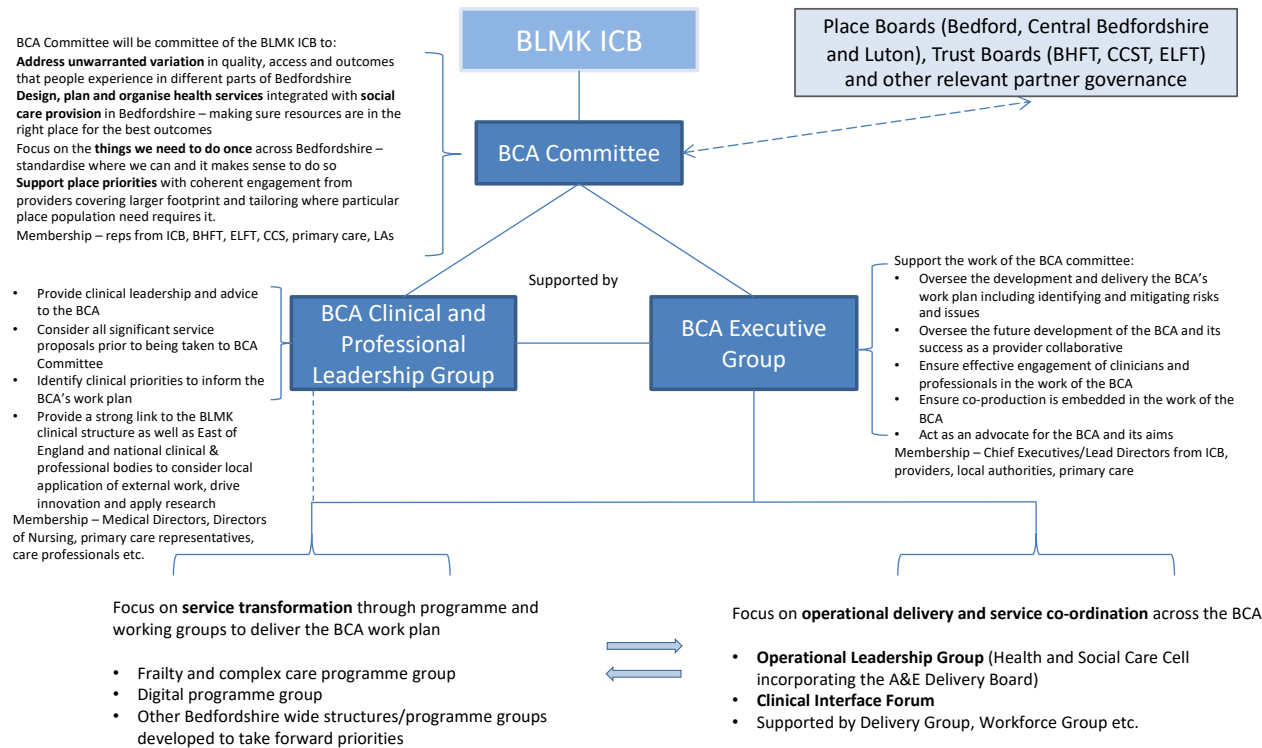 BLMK ICB
Place Boards (Bedford, Central Bedfordshire
and Luton), Trust Boards (BHFT, CCST, ELFT)
and other relevant partner governance
BCA Committee will be committee of the BLMK ICB to:
Address unwarranted variation in quality, access and outcomes
that people experience in different parts of Bedfordshire
Design, plan and organise health services integrated with social
care provision in Bedfordshire – making sure resources are in the
right place for the best outcomes
Focus on the things we need to do once across Bedfordshire –
standardise where we can and it makes sense to do so
Support place priorities with coherent engagement from
providers covering larger footprint and tailoring where particular
place population need requires it.
Membership – reps from ICB, BHFT, ELFT, CCS, primary care, LAs
BCA Committee
Supported by
• Provide clinical leadership and advice
to the BCA
• Consider all significant service
proposals prior to being taken to BCA
Committee
• Identify clinical priorities to inform the
BCA's work plan
• Provide a strong link to the BLMK
clinical structure as well as East of
England and national clinical &
professional bodies to consider local
application of external work, drive
innovation and apply research
Membership – Medical Directors, Directors
of Nursing, primary care representatives,
care professionals etc.
BCA Clinical and
Professional
Leadership Group
BCA Executive
Group
Support the work of the BCA committee:
• Oversee the development and delivery the BCA's
work plan including identifying and mitigating risks
and issues
• Oversee the future development of the BCA and its
success as a provider collaborative
• Ensure effective engagement of clinicians and
professionals in the work of the BCA
• Ensure co-production is embedded in the work of the
BCA
• Act as an advocate for the BCA and its aims
Membership – Chief Executives/Lead Directors from ICB,
providers, local authorities, primary care
Focus on service transformation through programme and
working groups to deliver the BCA work plan
• Frailty and complex care programme group
• Digital programme group
• Other Bedfordshire wide structures/programme groups
developed to take forward priorities
Focus on operational delivery and service co-ordination across the BCA
• Operational Leadership Group (Health and Social Care Cell
incorporating the A&E Delivery Board)
• Clinical Interface Forum
• Supported by Delivery Group, Workforce Group etc.